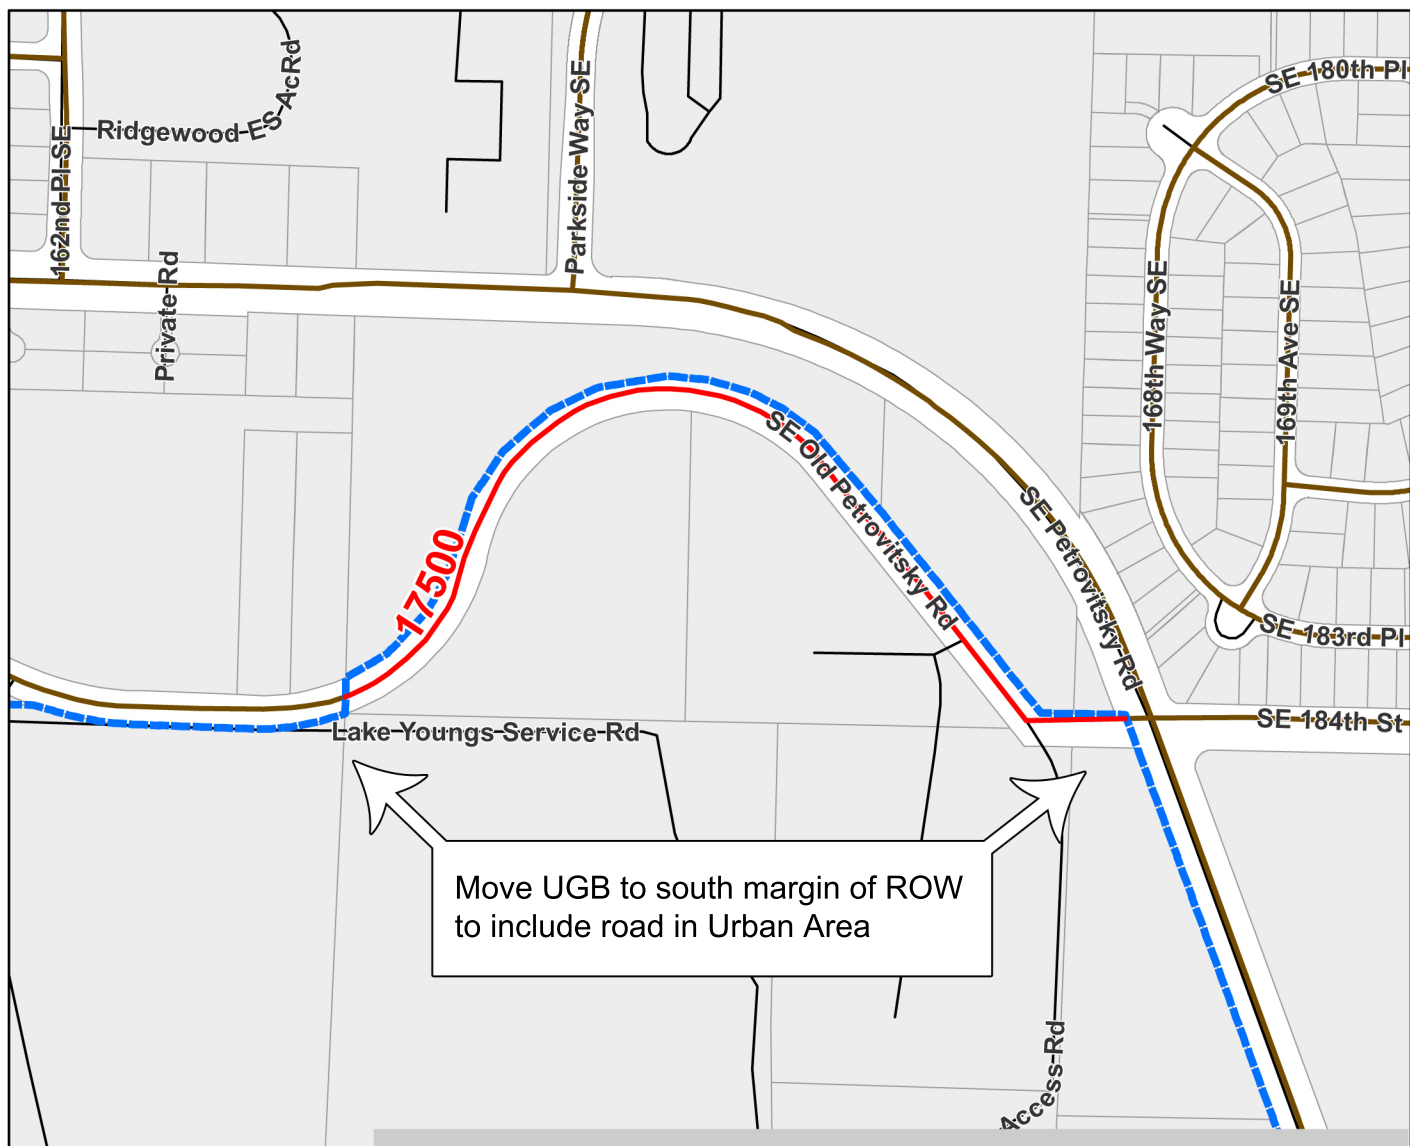 SE 180th Pl
Ridgewood ES AcRd
Parkside Way SE
162nd Pl SE
Private Rd
168th Way SE
169th Ave SE
SE Old Petrovitsky Rd
SE Petrovitsky Rd
17500
SE 183rd Pl
SE 184th St
Lake Youngs Service Rd
Move UGB to south margin of ROW
to include road in Urban Area
Access Rd